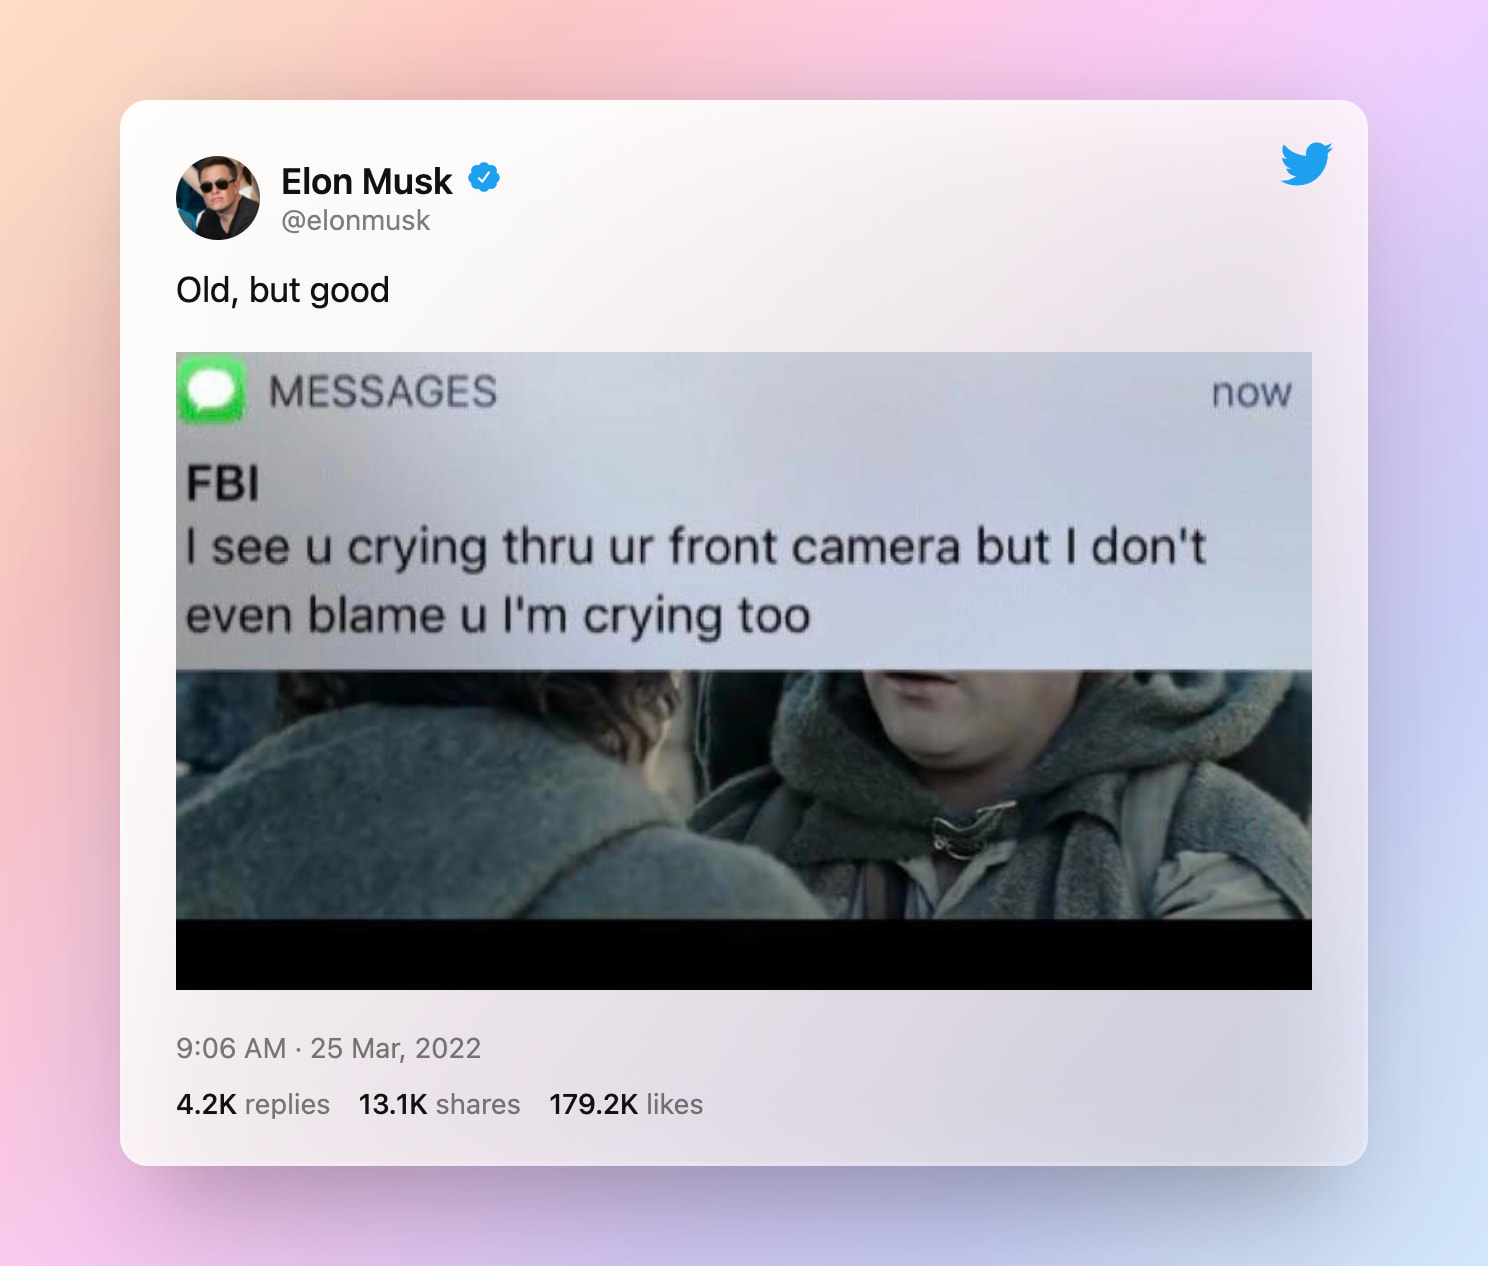 Elon Musk
@elonmusk
Old, but good
MESSAGES
now
FBI
I see u crying thru ur front camera but I don't
even blame u I'm crying too
9:06 AM · 25 Mar, 2022
4.2K replies 13.1K shares 179.2K likes